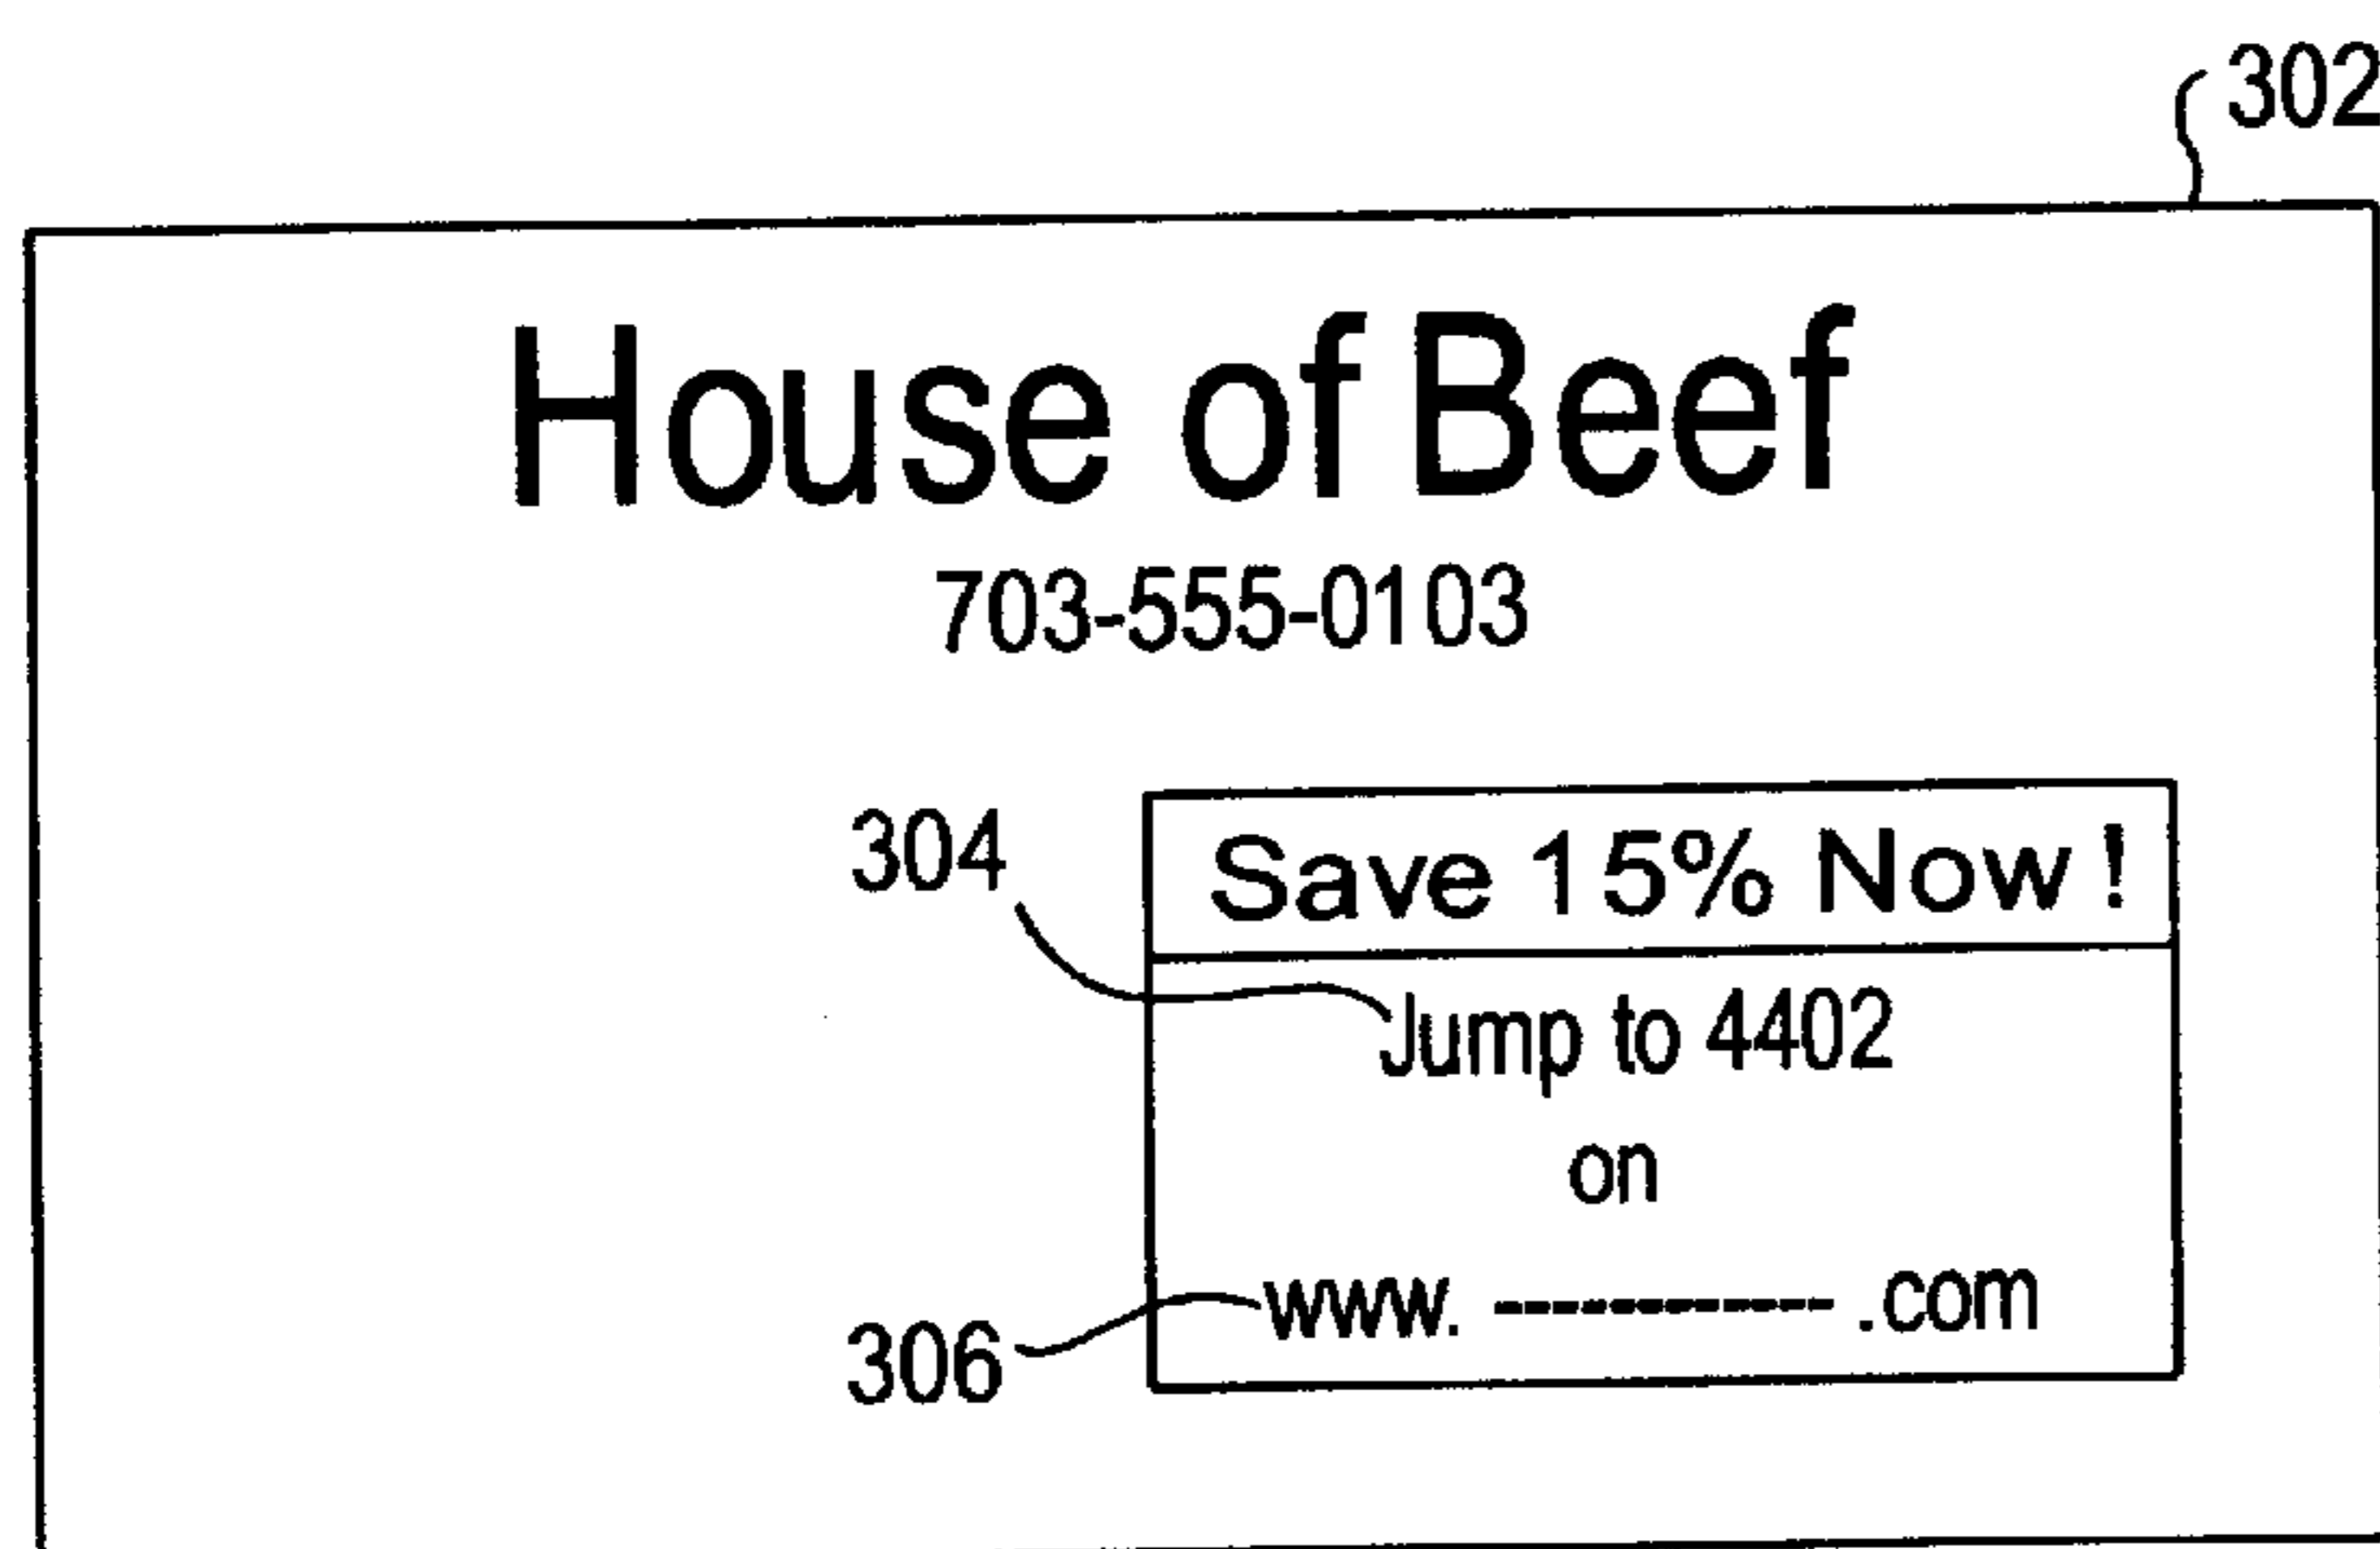 302
House of Beef
703-555-0103
304
Save 15% Now!
Jump to 4402
on
306
www. ------------ .com